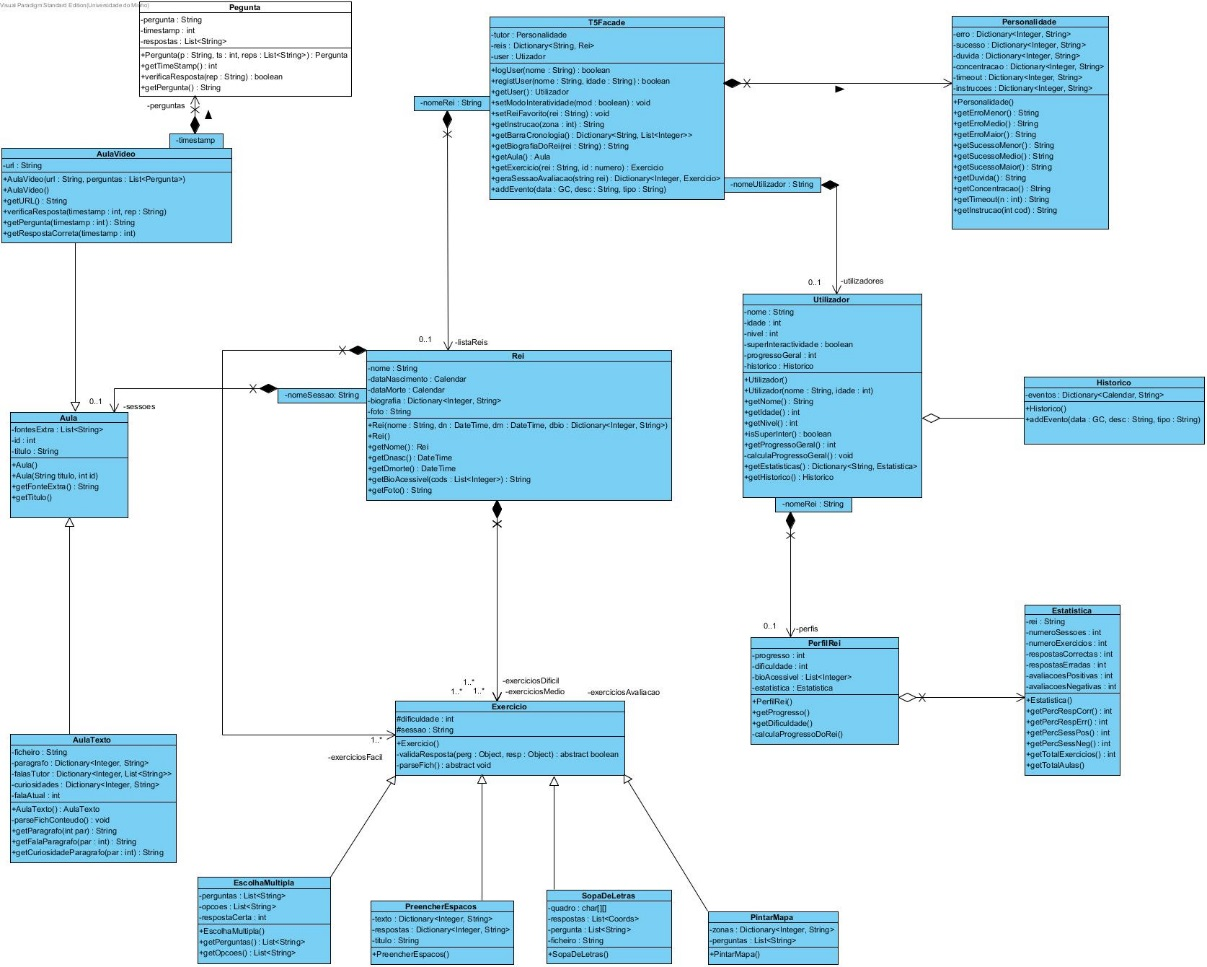 Visual Paradigm Standard Edition(Universidade do Minho)
Pegunta
-pergunta : String
-timestamp : int
-respostas : List<String>
+Pergunta(p : String, ts : int, reps : List<String>) : Pergunta
+getTimeStamp() : int
+verificaResposta(rep : String) : boolean
+getPergunta() : String
-perguntas
-timestamp
AulaVideo
-url : String
+AulaVideo(url : String, perguntas : List<Pergunta>)
+AulaVideo()
+getURL() : String
+verificaResposta(timestamp : int, rep : String)
+getPergunta(timestamp : int) : String
+getRespostaCorreta(timestamp : int)
T5Facade
-tutor : Personalidade
-reis : Dictionary<String, Rei>
-user : Utizador
+logUser(nome : String) : boolean
+registUser(nome : String, idade : String) : boolean
+getUser() : Utilizador
+setModoInteratividade(mod : boolean) : void
+setReiFavorito(rei : String) : void
+getInstrucao(zona : int) : String
+getBarraCronologia() : Dictionary<String, List<Integer>>
+getBiografiaDoRei(rei : String) : String
+getAula() : Aula
+getExercicio(rei : String, id : numero) : Exercicio
+geraSessaoAvaliacao(string rei) : Dictionary<Integer, Exercicio>
+addEvento(data : GC, desc : String, tipo : String)
-nomeRei : String
-nomeUtilizador : String
Personalidade
-erro : Dictionary<Integer, String>
-sucesso : Dictionary<Integer, String>
-duvida : Dictionary<Integer, String>
-concentracao : Dictionary<Integer, String>
-timeout : Dictionary<Integer, String>
-instrucoes : Dictionary<Integer, String>
+Personalidade()
+getErroMenor() : String
+getErroMedio() : String
+getErroMaior() : String
+getSucessoMenor() : String
+getSucessoMedio() : String
+getSucessoMaior() : String
+getDuvida() : String
+getConcentracao() : String
+getTimeout(n : int) : String
+getInstrucao(int cod) : String
0..1
-utilizadores
Utilizador
-nome : String
-idade : int
-nivel : int
-superInteractividade : boolean
-progressoGeral : int
-historico : Historico
+Utilizador()
+Utilizador(nome : String, idade : int)
+getNome() : String
+getIdade() : int
+getNivel() : int
+isSuperInter() : boolean
+getProgressoGeral() : int
-calculaProgressoGeral() : void
+getEstatisticas() : Dictionary<String, Estatistica>
+getHistorico() : Historico
-nomeRei : String
Historico
-eventos : Dictionary<Calendar, String>
+Historico()
+addEvento(data : GC, desc : String, tipo : String)
0..1
-listaReis
Rei
-nome : String
-dataNascimento : Calendar
-dataMorte : Calendar
-biografia : Dictionary<Integer, String>
-foto : String
+Rei(nome : String, dn : DateTime, dm : DateTime, dbio : Dictionary<Integer, String>)
+Rei()
+getNome() : Rei
+getDnasc() : DateTime
+getDmorte() : DateTime
+getBioAcessivel(cods : List<Integer>) : String
+getFoto() : String
-nomeSessao: String
0..1
-sessoes
Aula
-fontesExtra : List<String>
-id : int
-titulo : String
+Aula()
+Aula(String titulo, int id)
+getFonteExtra() : String
+getTitulo()
0..1
-perfis
PerfilRei
-progresso : int
-dificuldade : int
-bioAcessivel : List<Integer>
-estatistica : Estatistica
+PerfilRei()
+getProgresso()
+getDificuldade()
-calculaProgressoDoRei()
Estatistica
-rei : String
-numeroSessoes : int
-numeroExercicios : int
-respostasCorrectas : int
-respostasErradas : int
-avaliacoesPositivas : int
-avaliacoesNegativas : int
+Estatistica()
+getPercRespCorr() : int
+getPercRespErr() : int
+getPercSessPos() : int
+getPercSessNeg() : int
+getTotalExercicios() : int
+getTotalAulas()
1..*
-exerciciosDificil
1..* 1..*
-exerciciosMedio
-exerciciosAvaliacao
Exercicio
#dificuldade : int
#sessao : String
+Exercicio()
-validaResposta(perg : Object, resp : Object) : abstract boolean
-parseFich() : abstract void
1..*
-exerciciosFacil
AulaTexto
-ficheiro : String
-paragrafo : Dictionary<Integer, String>
-falasTutor : Dictionary<Integer, List<String>>
-curiosidades : Dictionary<Integer, String>
-falaAtual : int
+AulaTexto() : AulaTexto
-parseFichConteudo() : void
+getParagrafo(int par) : String
+getFalaParagrafo(par : int) : String
+getCuriosidadeParagrafo(par : int) : String
EscolhaMultipla
-perguntas : List<String>
-opcoes : List<String>
-respostaCerta : int
+EscolhaMultipla()
+getPerguntas() : List<String>
+getOpcoes() : List<String>
PreencherEspacos
-texto : Dictionary<Integer, String>
-respostas : Dictionary<Integer, String>
-titulo : String
+PreencherEspacos()
SopaDeLetras
-quadro : char[][]
-respostas : List<Coords>
-pergunta : List<String>
-ficheiro : String
+SopaDeLetras()
PintarMapa
-zonas : Dictionary<Integer, String>
-perguntas : List<String>
+PintarMapa()